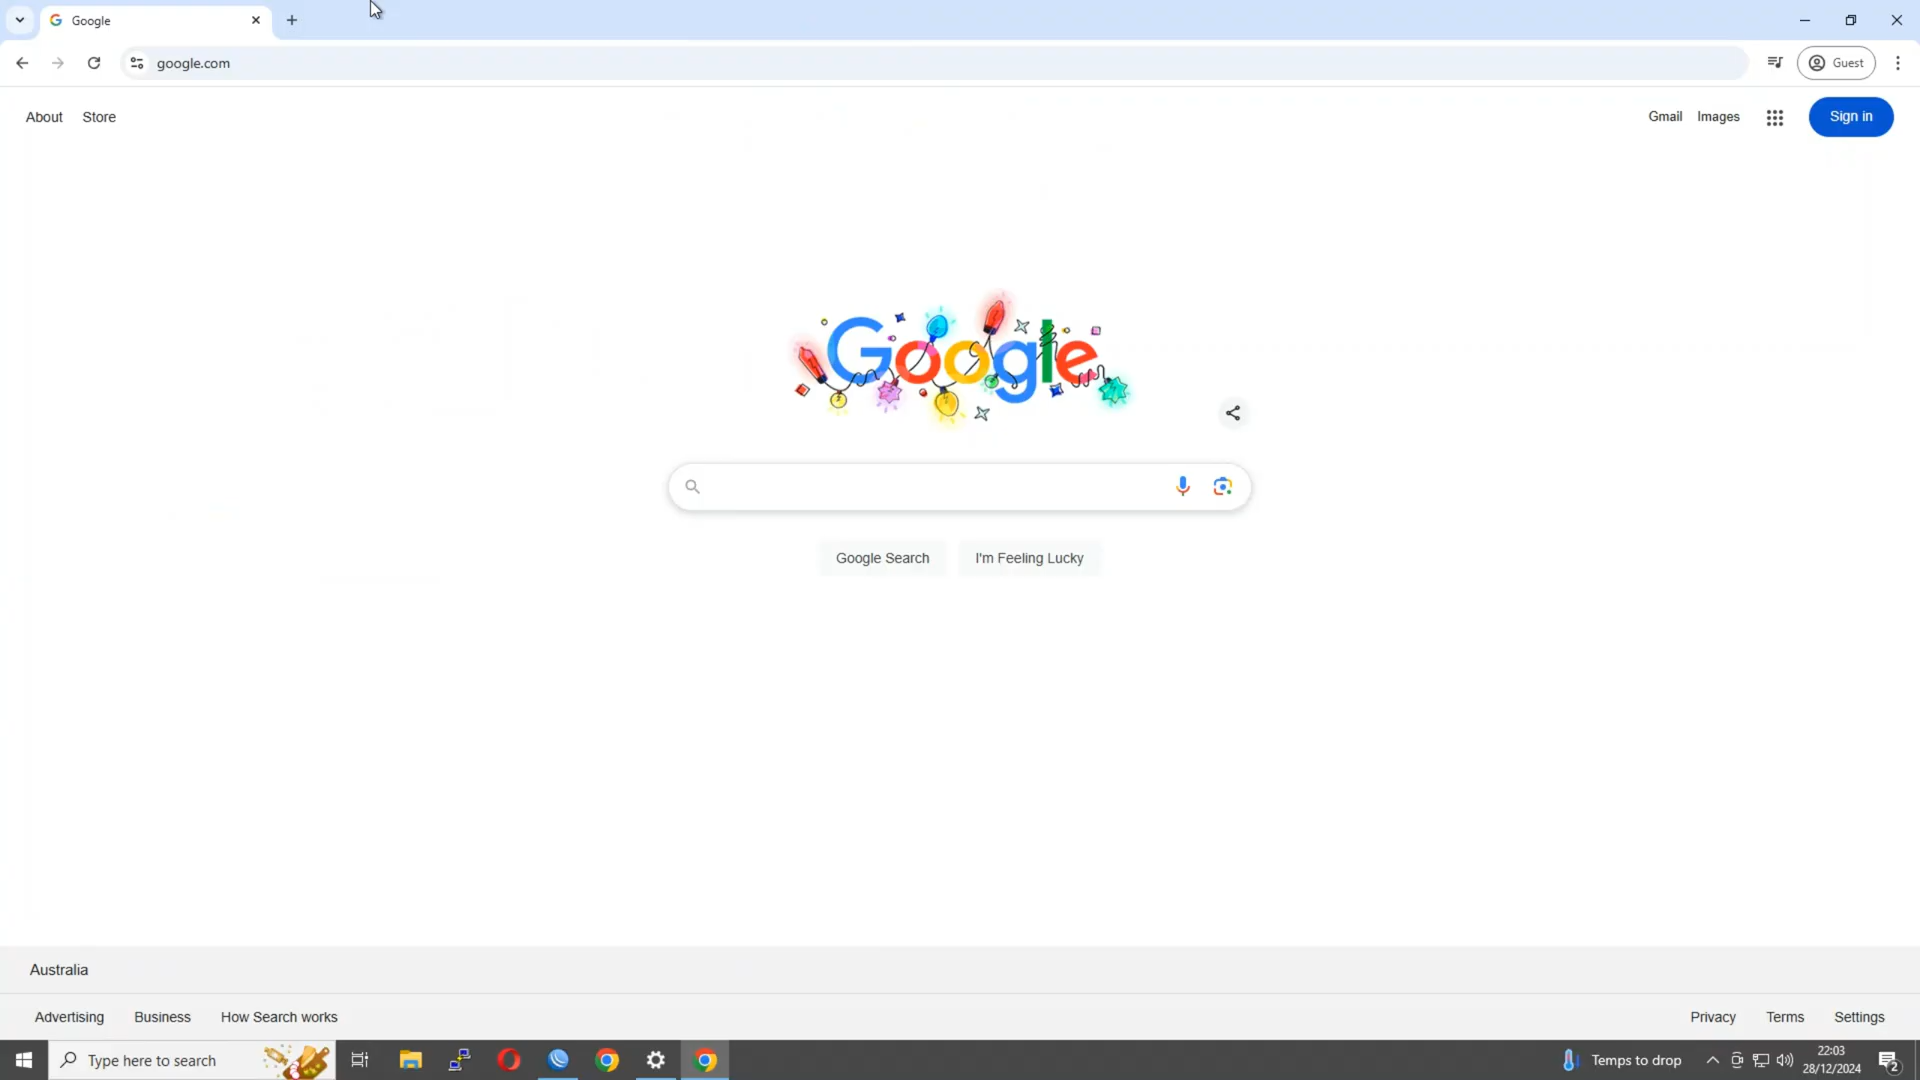 Google
google.com
Guest
About
Store
Gmail
Images
Sign in
Google
Google Search
I'm Feeling Lucky
Australia
Advertising
Business
How Search works
Privacy
Terms
Settings
Type here to search
Temps to drop
22:03
28/12/2024
2